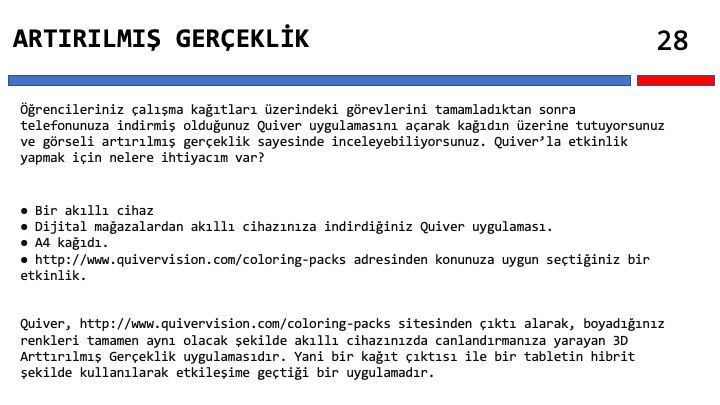 ARTIRILMIŞ GERÇEKLİK
28
Öğrencileriniz çalışma kağıtları üzerindeki görevlerini tamamladıktan sonra
telefonunuza indirmiş olduğunuz Quiver uygulamasını açarak kağıdın üzerine tutuyorsunuz
ve görseli artırılmış gerçeklik sayesinde inceleyebiliyorsunuz. Quiver’la etkinlik
yapmak için nelere ihtiyacım var?
● Bir akıllı cihaz
● Dijital mağazalardan akıllı cihazınıza indirdiğiniz Quiver uygulaması.
● A4 kağıdı.
● http://www.quivervision.com/coloring-packs adresinden konunuza uygun seçtiğiniz bir
etkinlik.
Quiver, http://www.quivervision.com/coloring-packs sitesinden çıktı alarak, boyadığınız
renkleri tamamen aynı olacak şekilde akıllı cihazınızda canlandırmanıza yarayan 3D
Arttırılmış Gerçeklik uygulamasıdır. Yani bir kağıt çıktısı ile bir tabletin hibrit
şekilde kullanılarak etkileşime geçtiği bir uygulamadır.